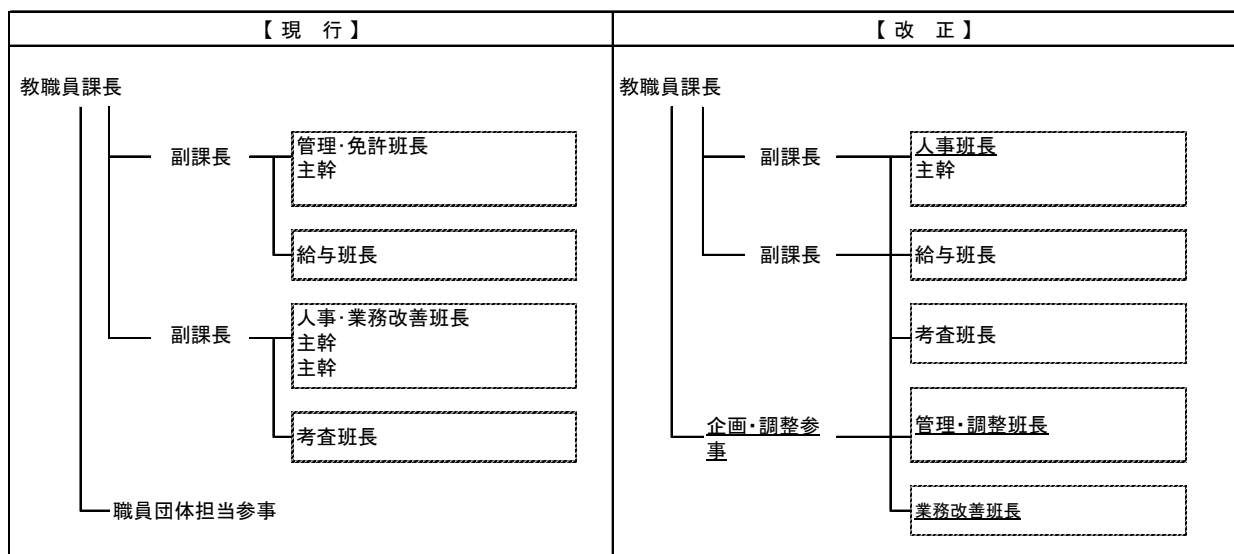 【 現　行 】
教職員課長
副課長
管理・免許班長
主幹
給与班長
副課長
人事・業務改善班長
主幹
主幹
考査班長
職員団体担当参事
【 改　正 】
教職員課長
副課長
人事班長
主幹
副課長
給与班長
考査班長
企画・調整参
事
管理・調整班長
業務改善班長